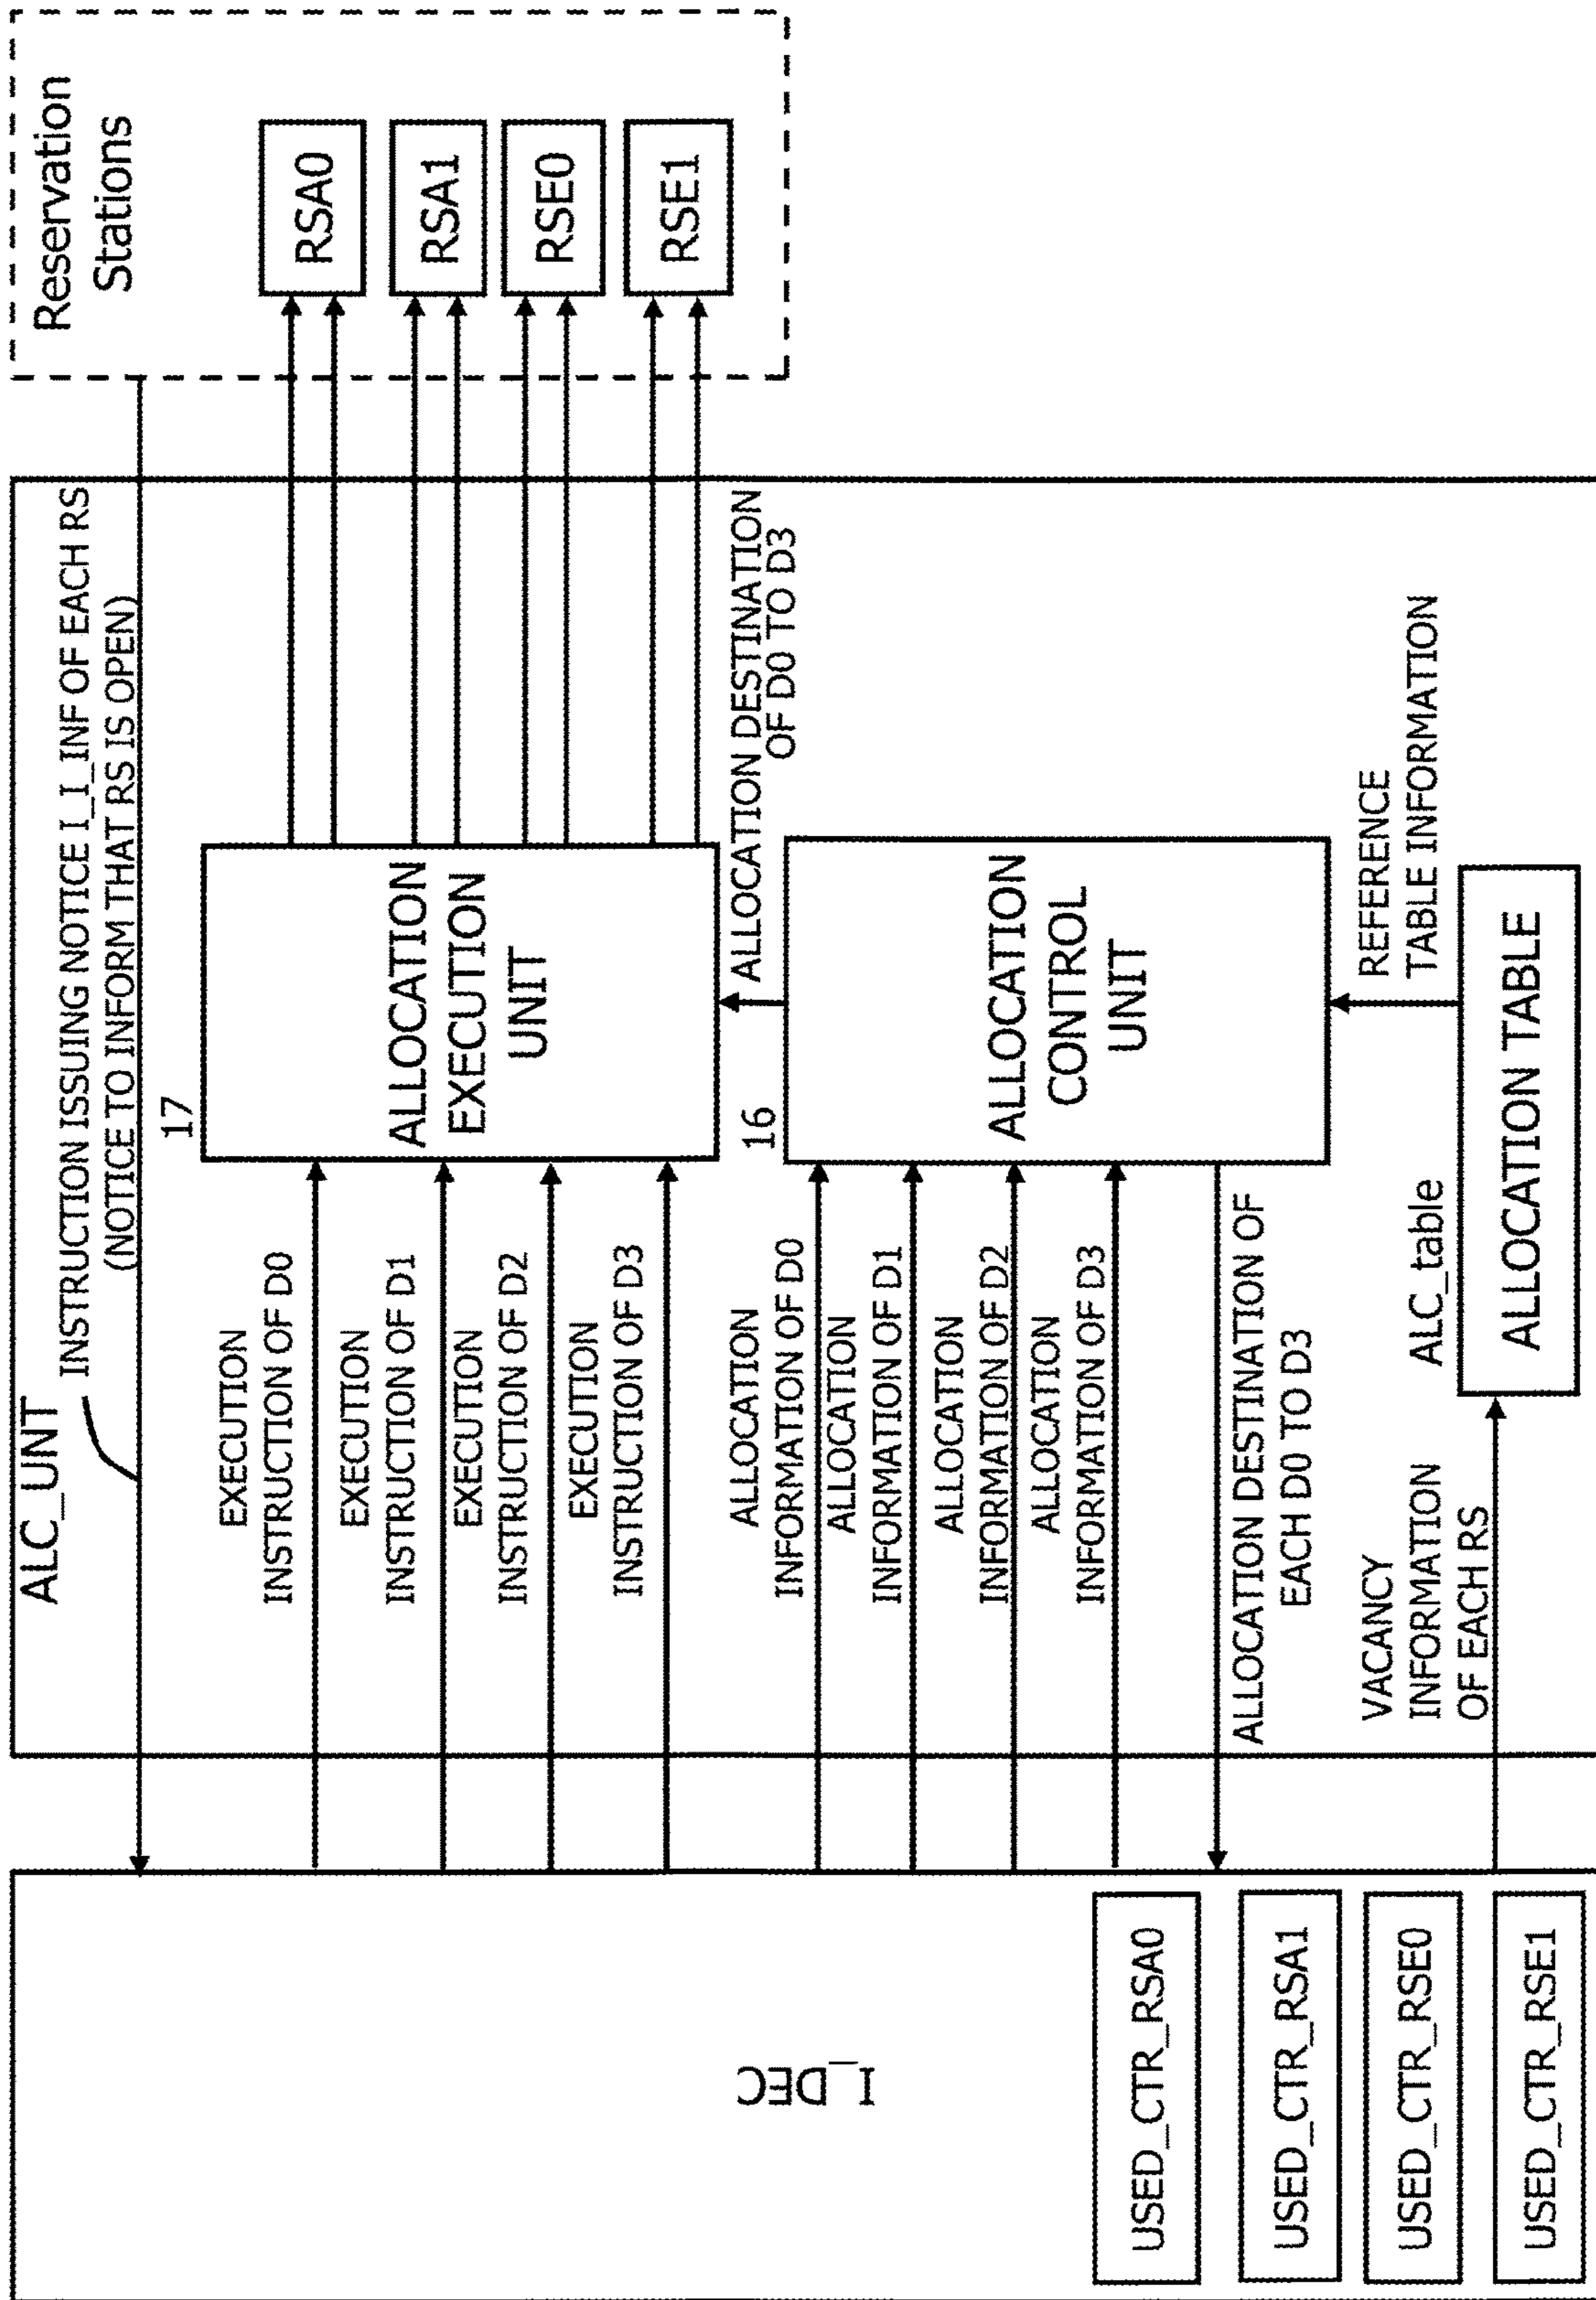 ALC_UNT
INSTRUCTION ISSUING NOTICE I_I_INF OF EACH RS
(NOTICE TO INFORM THAT RS IS OPEN)
Reservation
Stations
RSA0
RSA1
RSE0
RSE1
17
ALLOCATION
EXECUTION
UNIT
EXECUTION
INSTRUCTION OF D0
EXECUTION
INSTRUCTION OF D1
EXECUTION
INSTRUCTION OF D2
EXECUTION
INSTRUCTION OF D3
ALLOCATION DESTINATION
OF D0 TO D3
16
ALLOCATION
CONTROL
UNIT
ALLOCATION
INFORMATION OF D0
ALLOCATION
INFORMATION OF D1
ALLOCATION
INFORMATION OF D2
ALLOCATION
INFORMATION OF D3
ALLOCATION DESTINATION OF
EACH D0 TO D3
REFERENCE
TABLE INFORMATION
ALC_table
ALLOCATION TABLE
VACANCY
INFORMATION
OF EACH RS
I_DEC
USED_CTR_RSA0
USED_CTR_RSA1
USED_CTR_RSE0
USED_CTR_RSE1